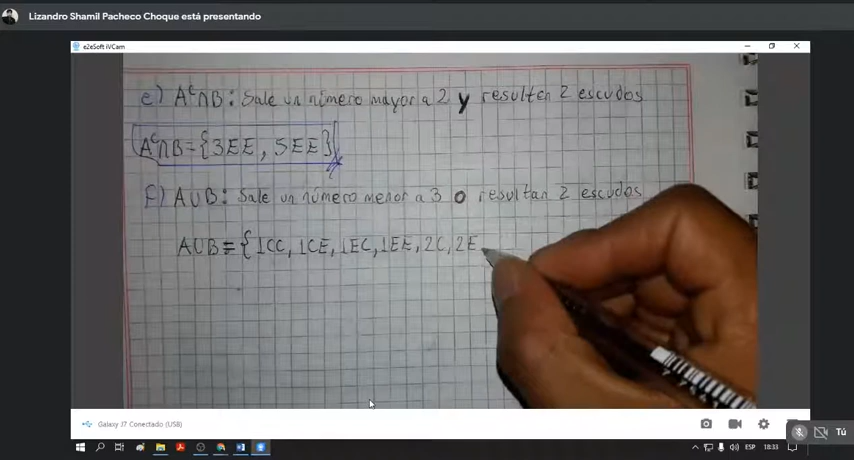 Lizandro Shamil Pacheco Choque está presentando
e2eSoft iVCam
e) Aᶜ∩B: Sale un número mayor a 2 y resulten 2 escudos
Aᶜ∩B={3EE, 5EE}
f) A∪B: Sale un número menor a 3 o resultan 2 escudos
A∪B={1CC, 1CE, 1EC, 1EE, 2C, 2E
Galaxy J7 Conectado (USB)
Tú
ESP
18:33